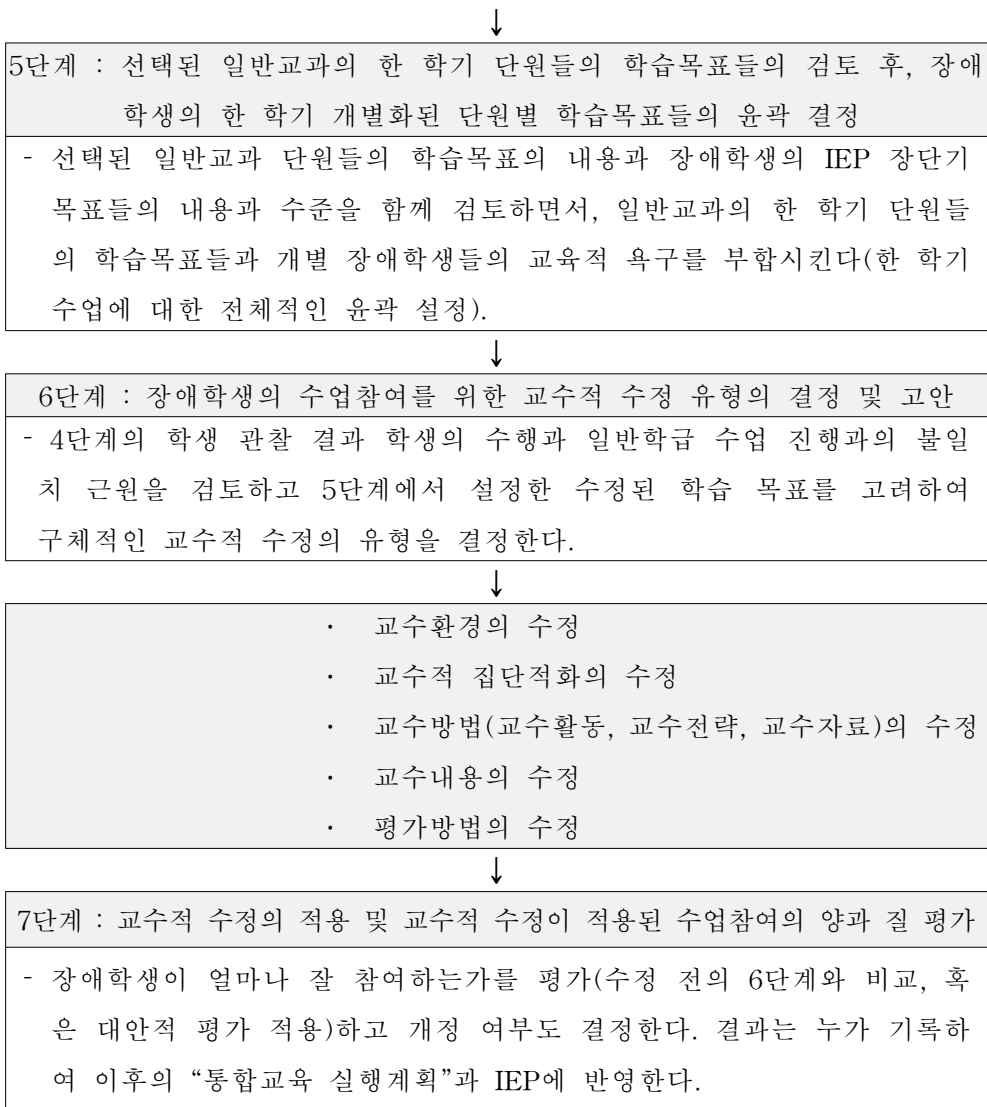 ↓
5단계 : 선택된 일반교과의 한 학기 단원들의 학습목표들의 검토 후, 장애
학생의 한 학기 개별화된 단원별 학습목표들의 윤곽 결정
- 선택된 일반교과 단원들의 학습목표의 내용과 장애학생의 IEP 장단기
목표들의 내용과 수준을 함께 검토하면서, 일반교과의 한 학기 단원들
의 학습목표들과 개별 장애학생들의 교육적 욕구를 부합시킨다(한 학기
수업에 대한 전체적인 윤곽 설정).
↓
6단계 : 장애학생의 수업참여를 위한 교수적 수정 유형의 결정 및 고안
- 4단계의 학생 관찰 결과 학생의 수행과 일반학급 수업 진행과의 불일
치 근원을 검토하고 5단계에서 설정한 수정된 학습 목표를 고려하여
구체적인 교수적 수정의 유형을 결정한다.
↓
· 교수환경의 수정
· 교수적 집단적화의 수정
· 교수방법(교수활동, 교수전략, 교수자료)의 수정
· 교수내용의 수정
· 평가방법의 수정
↓
7단계 : 교수적 수정의 적용 및 교수적 수정이 적용된 수업참여의 양과 질 평가
- 장애학생이 얼마나 잘 참여하는가를 평가(수정 전의 6단계와 비교, 혹
은 대안적 평가 적용)하고 개정 여부도 결정한다. 결과는 누가 기록하
여 이후의 “통합교육 실행계획”과 IEP에 반영한다.